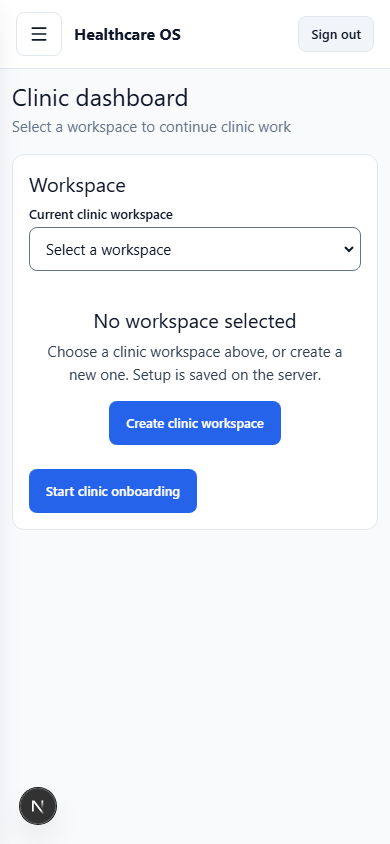 Healthcare OS
Sign out
Clinic dashboard
Select a workspace to continue clinic work
Workspace
Current clinic workspace
Select a workspace
No workspace selected
Choose a clinic workspace above, or create a
new one. Setup is saved on the server.
Create clinic workspace
Start clinic onboarding
N